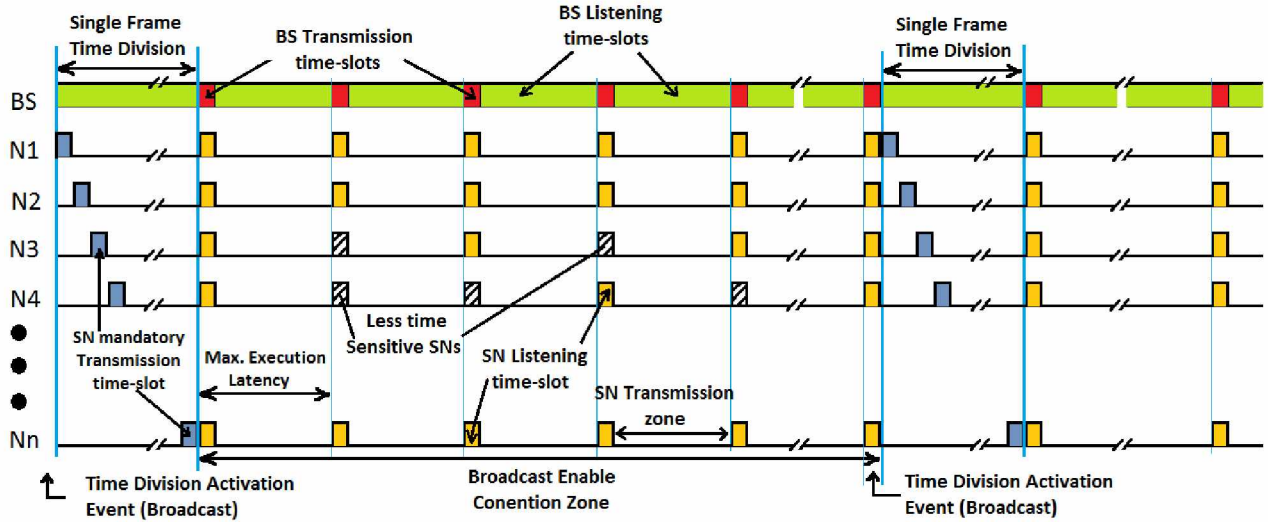 Single Frame
Time Division
BS Transmission
time-slots
BS Listening
time-slots
Single Frame
Time Division
BS
N1
N2
N3
N4
Nn
SN mandatory
Transmission
time-slot
Max. Execution
Latency
Less time
Sensitive SNs
SN Listening
time-slot
SN Transmission
zone
Time Division Activation
Event (Broadcast)
Broadcast Enable
Conention Zone
Time Division Activation
Event (Broadcast)